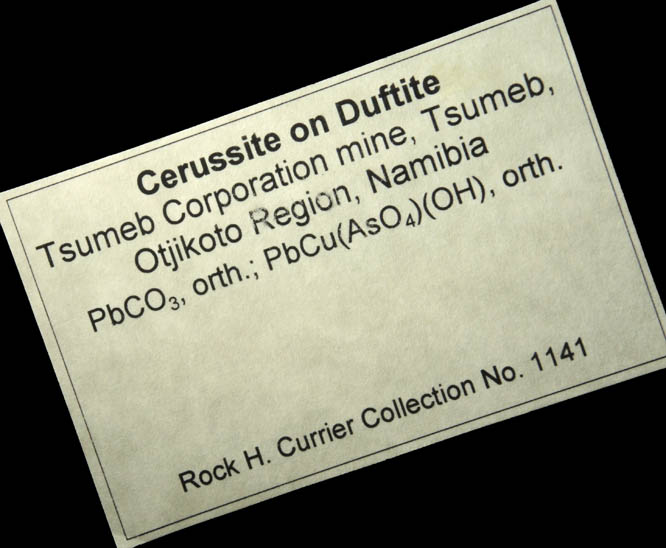 Cerussite on Duftite
Tsumeb Corporation mine, Tsumeb,
Otjikoto Region, Namibia
PbCO₃, orth.; PbCu(AsO₄)(OH), orth.
Rock H. Currier Collection No. 1141